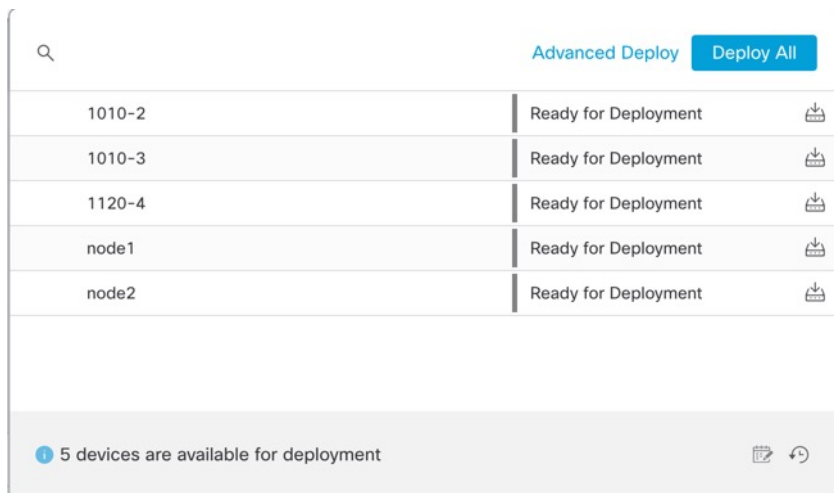 Advanced Deploy Deploy All
1010-2 Ready for Deployment
1010-3 Ready for Deployment
1120-4 Ready for Deployment
node1 Ready for Deployment
node2 Ready for Deployment
5 devices are available for deployment